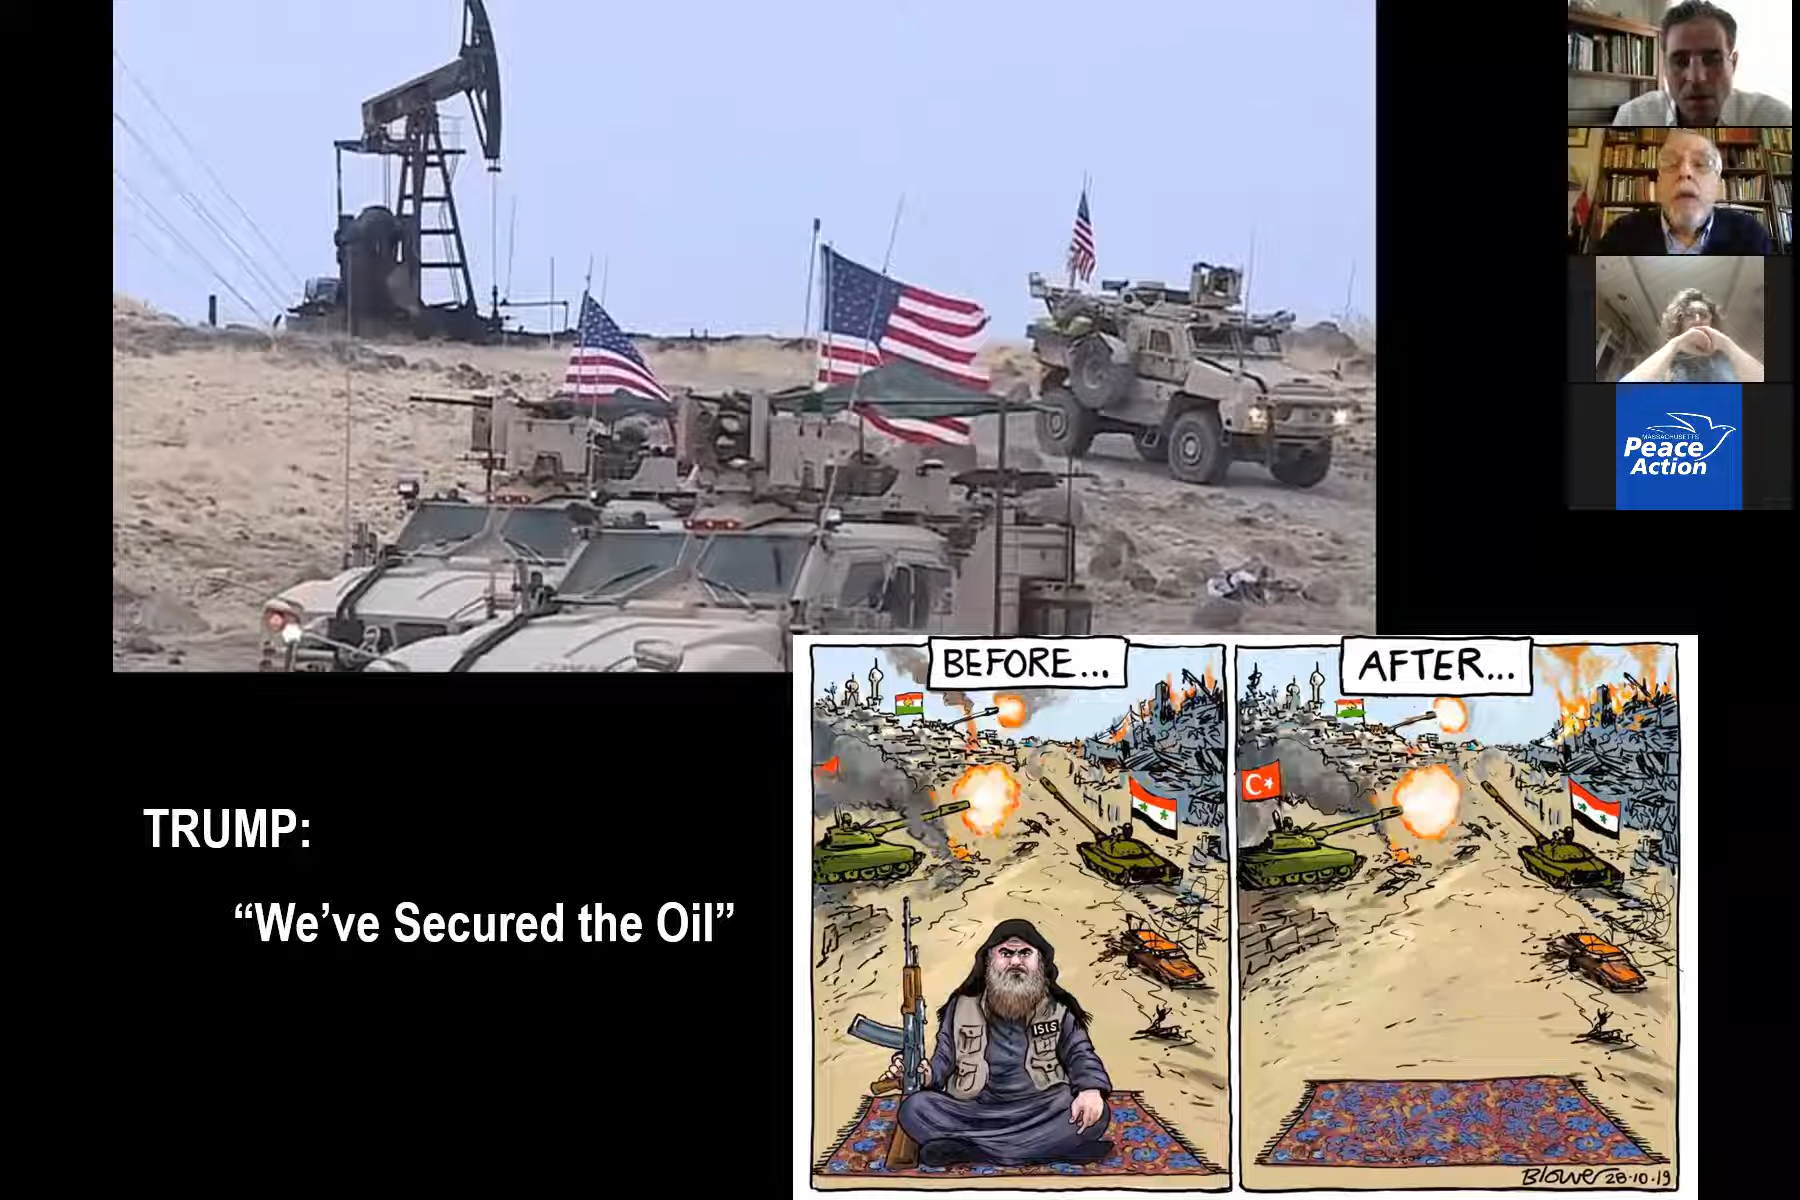 MASSACHUSETTS
Peace
Action
BEFORE...
AFTER...
TRUMP:
“We’ve Secured the Oil”
ISIS
Blower 28·10·19